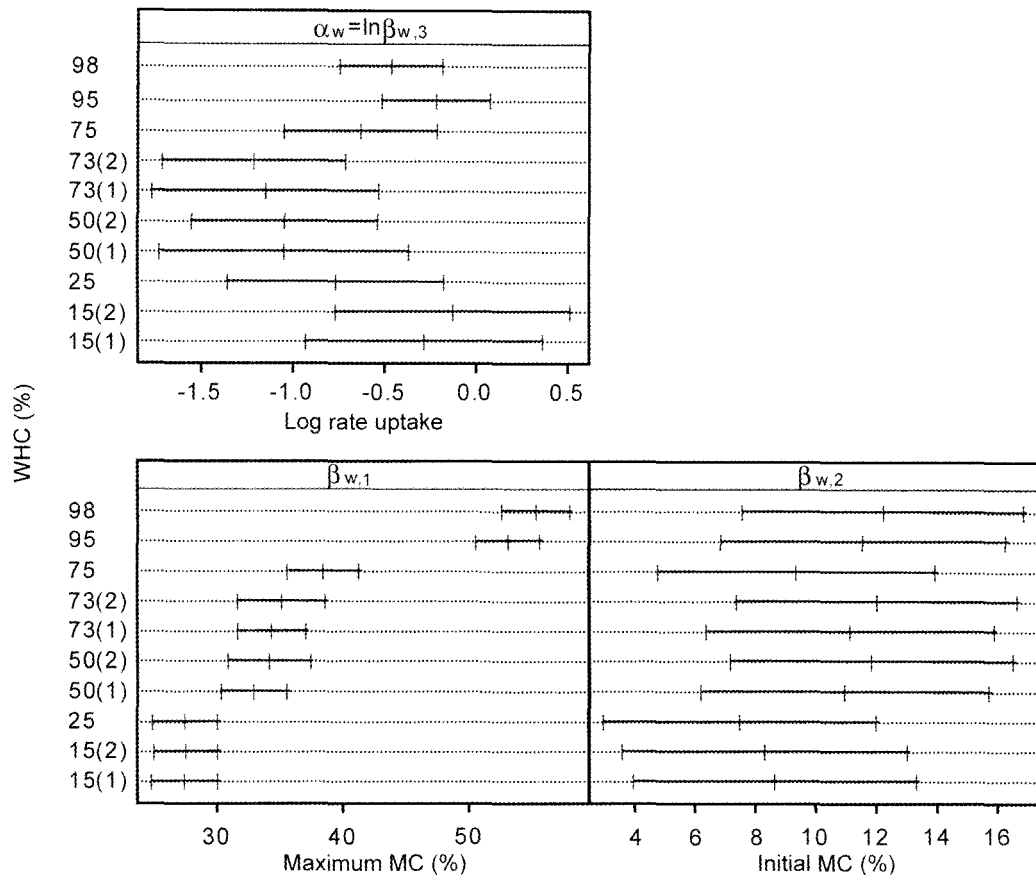 αw=lnβw,3
98
95
75
73(2)
73(1)
50(2)
50(1)
25
15(2)
15(1)
-1.5 -1.0 -0.5 0.0 0.5
Log rate uptake
WHC (%)
βw,1 βw,2
98
95
75
73(2)
73(1)
50(2)
50(1)
25
15(2)
15(1)
30 40 50 4 6 8 10 12 14 16
Maximum MC (%) Initial MC (%)